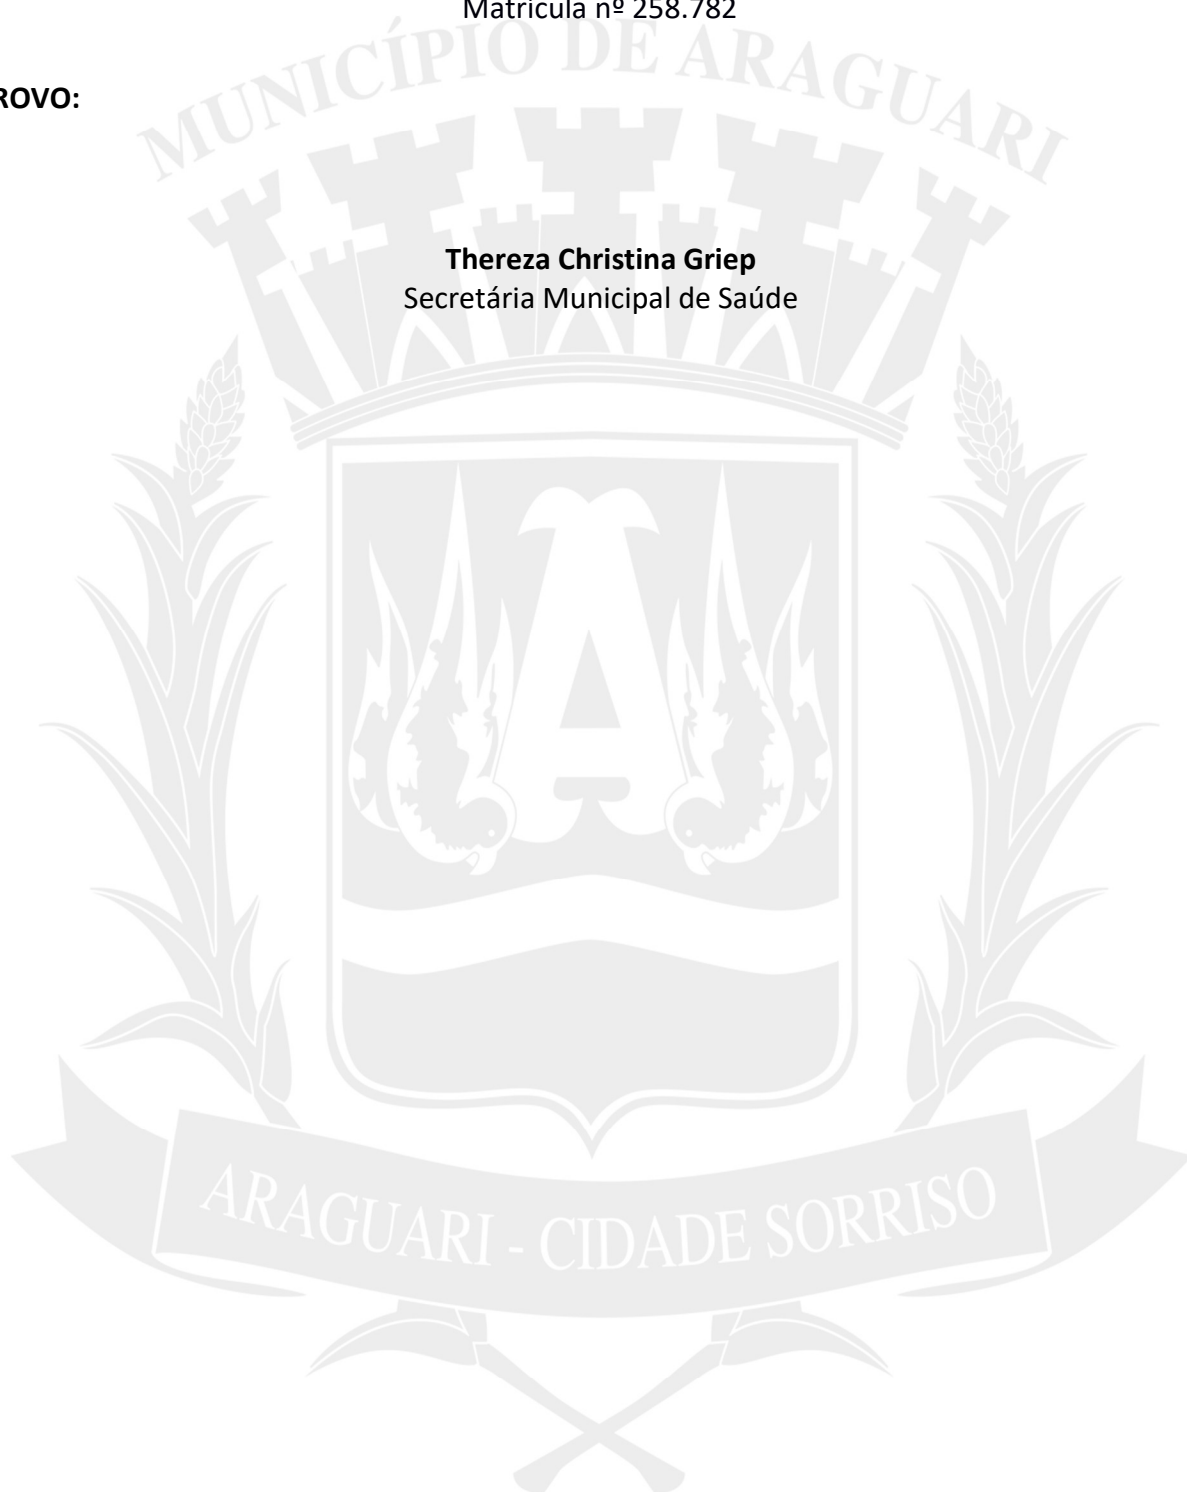 Matrícula nº 258.782
MUNICÍPIO DE ARAGUARI
ROVO:
Thereza Christina Griep
Secretária Municipal de Saúde
ARAGUARI - CIDADE SORRISO